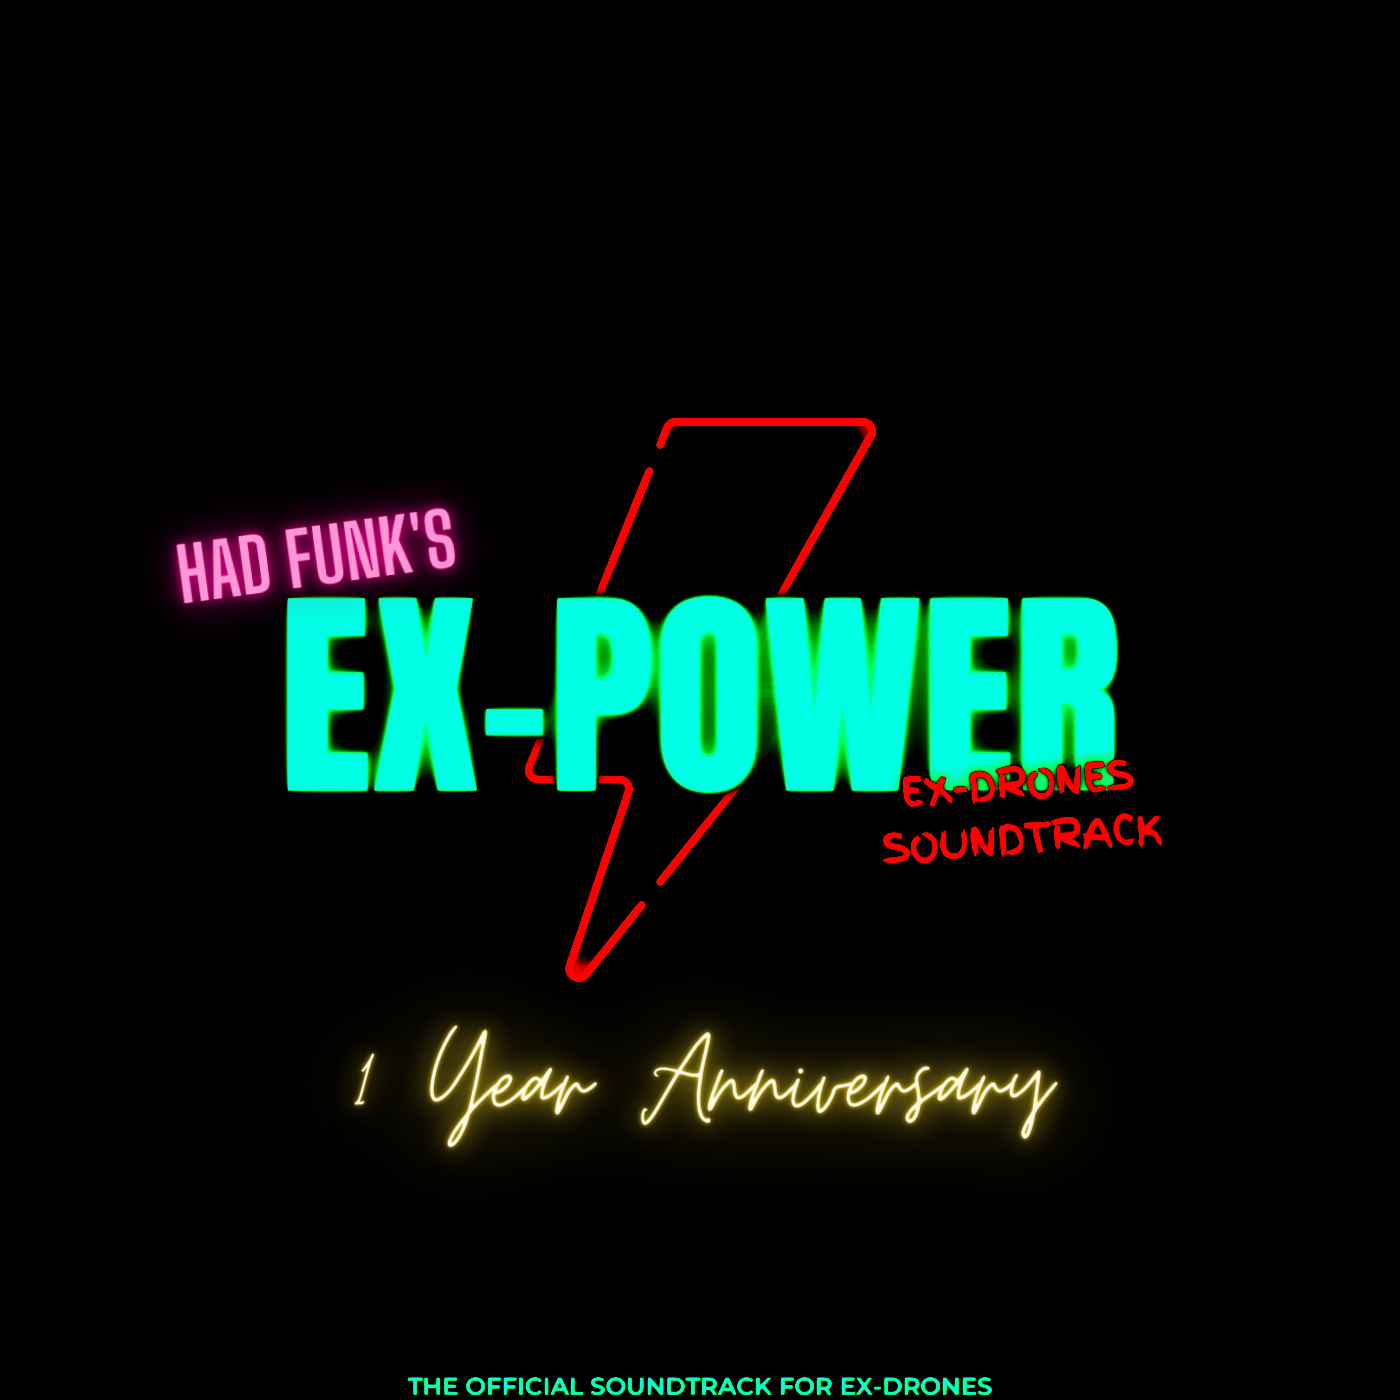 HAD FUNK'S
EX-POWER
EX-DRONES
SOUNDTRACK
1 Year Anniversary
THE OFFICIAL SOUNDTRACK FOR EX-DRONES